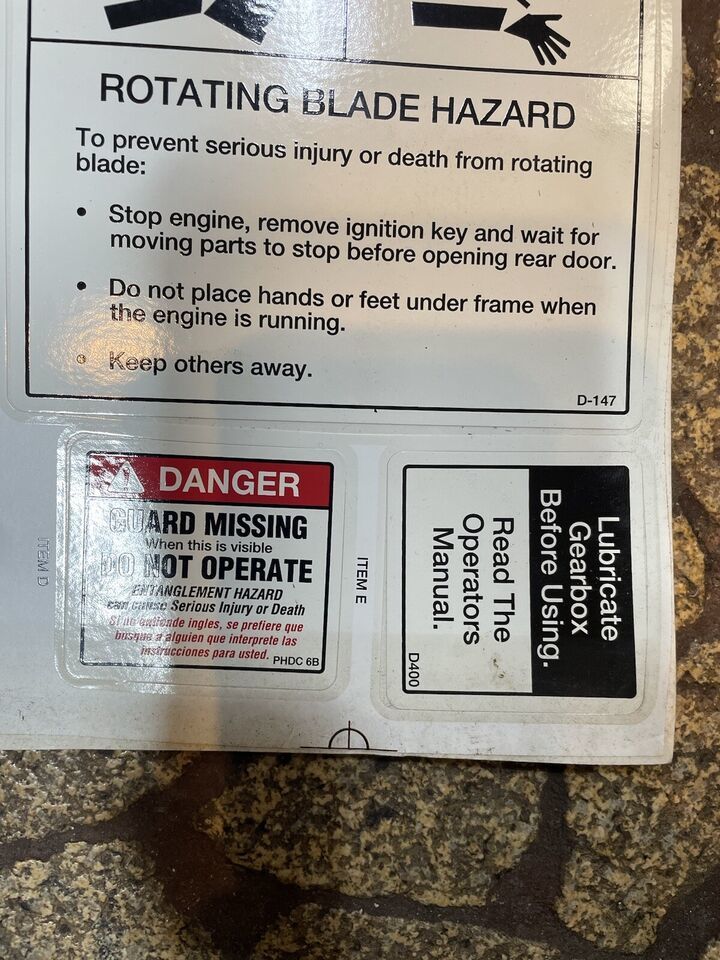 ROTATING BLADE HAZARD
To prevent serious injury or death from rotating
blade:
• Stop engine, remove ignition key and wait for
moving parts to stop before opening rear door.
• Do not place hands or feet under frame when
the engine is running.
• Keep others away.
D-147
ITEM D
DANGER
GUARD MISSING
When this is visible
DO NOT OPERATE
ENTANGLEMENT HAZARD
can cause Serious Injury or Death
Si no entiende ingles, se prefiere que
busque a alguien que interprete las
instrucciones para usted.
PHDC 6B
ITEM E
Lubricate
Gearbox
Before Using.
Read The
Operators
Manual.
D400